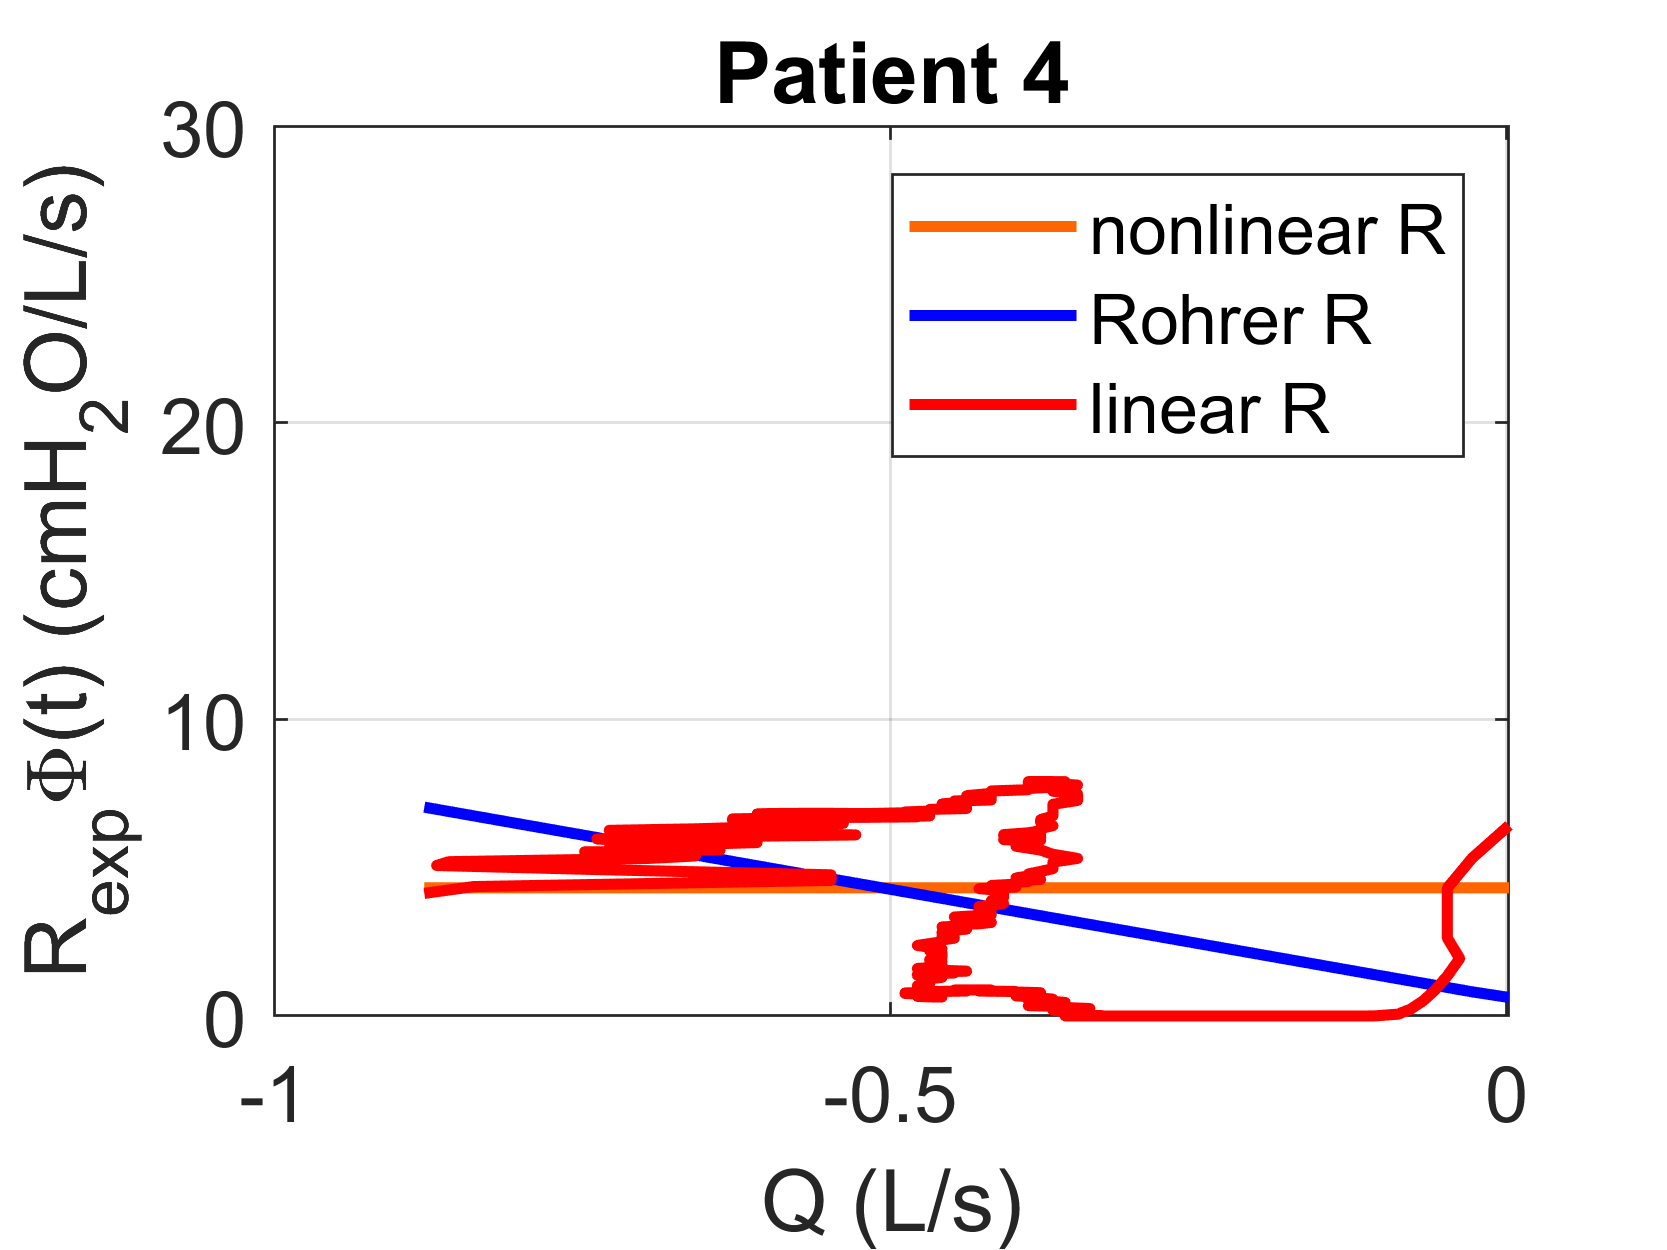 Patient 4
30
20
10
0
-1
-0.5
0
R_expΦ(t) (cmH_2O/L/s)
Q (L/s)
nonlinear R
Rohrer R
linear R